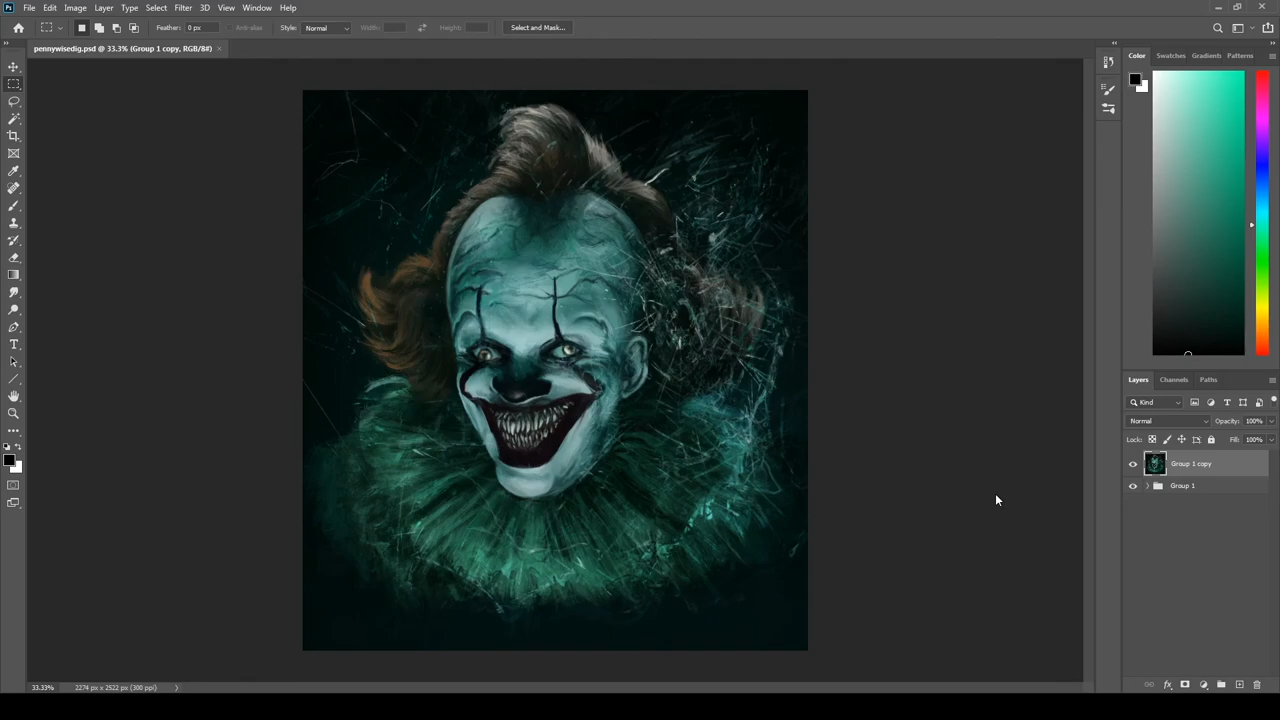 Ps File Edit Image Layer Type Select Filter 3D View Window Help
Feather: 0 px Anti-alias Style: Normal Width: Height: Select and Mask...
pennywisedig.psd @ 33.3% (Group 1 copy, RGB/8#) ×
Color Swatches Gradients Patterns
Layers Channels Paths
Kind
Normal Opacity: 100%
Lock: Fill: 100%
Group 1 copy
Group 1
33.33% 2274 px x 2522 px (300 ppi)